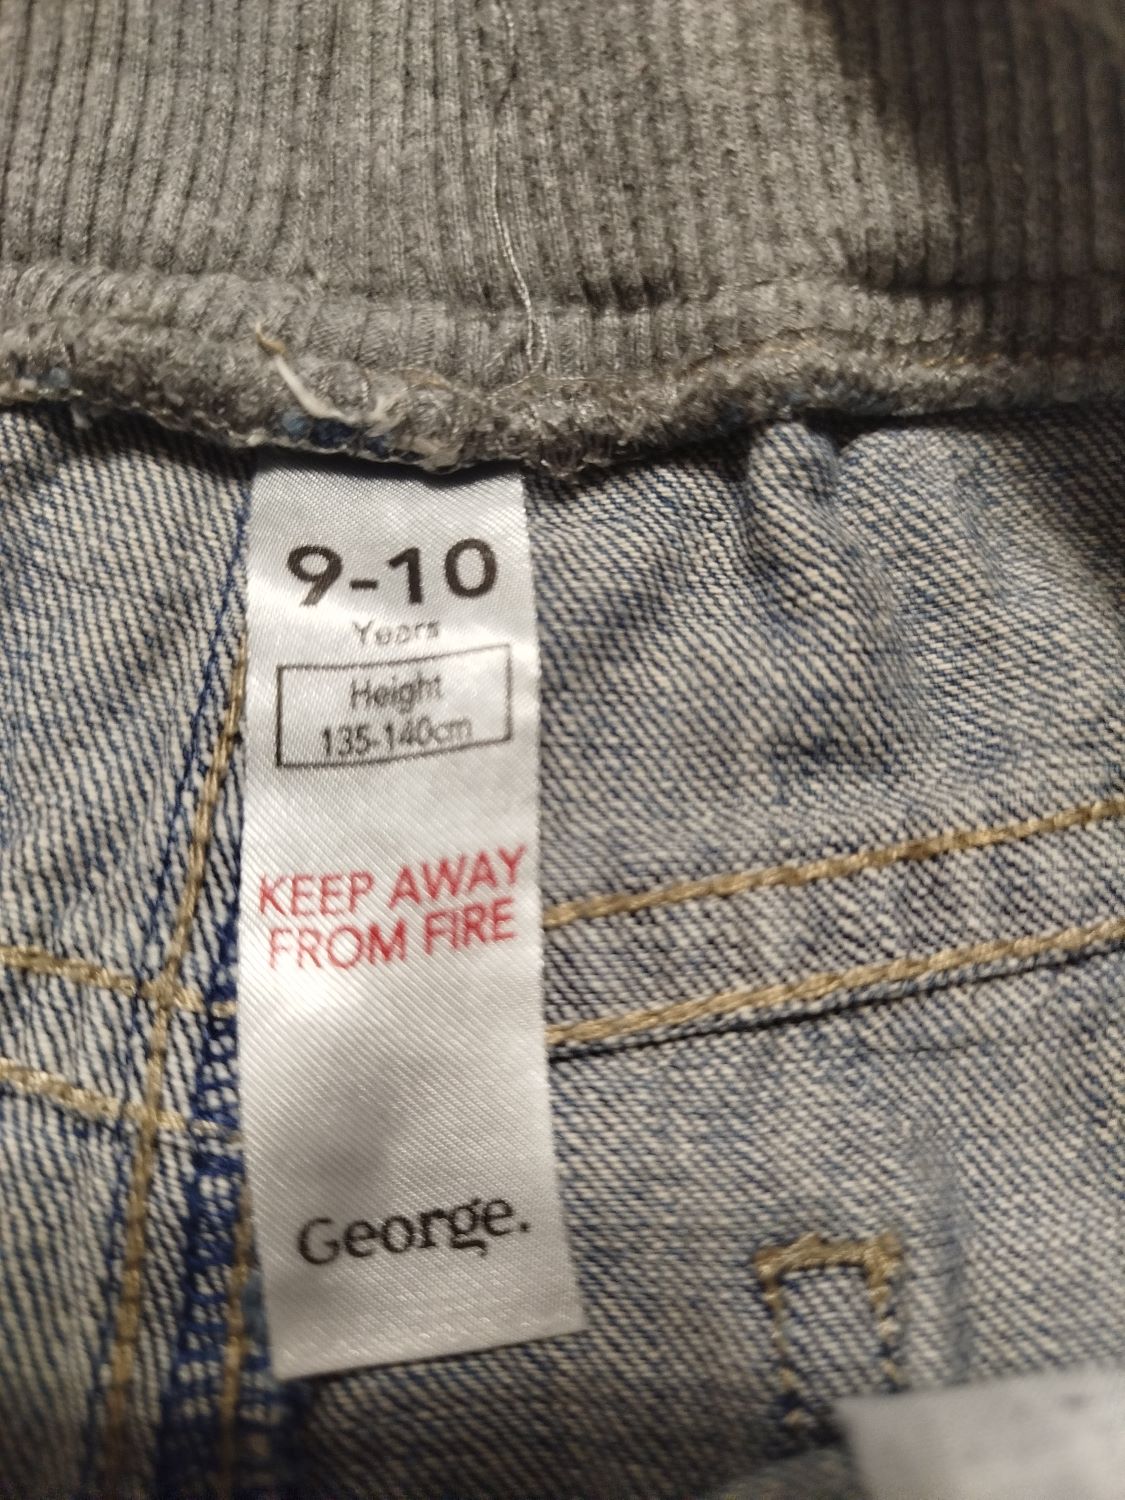 9-10
Years
Height
135-140cm
KEEP AWAY
FROM FIRE
George.